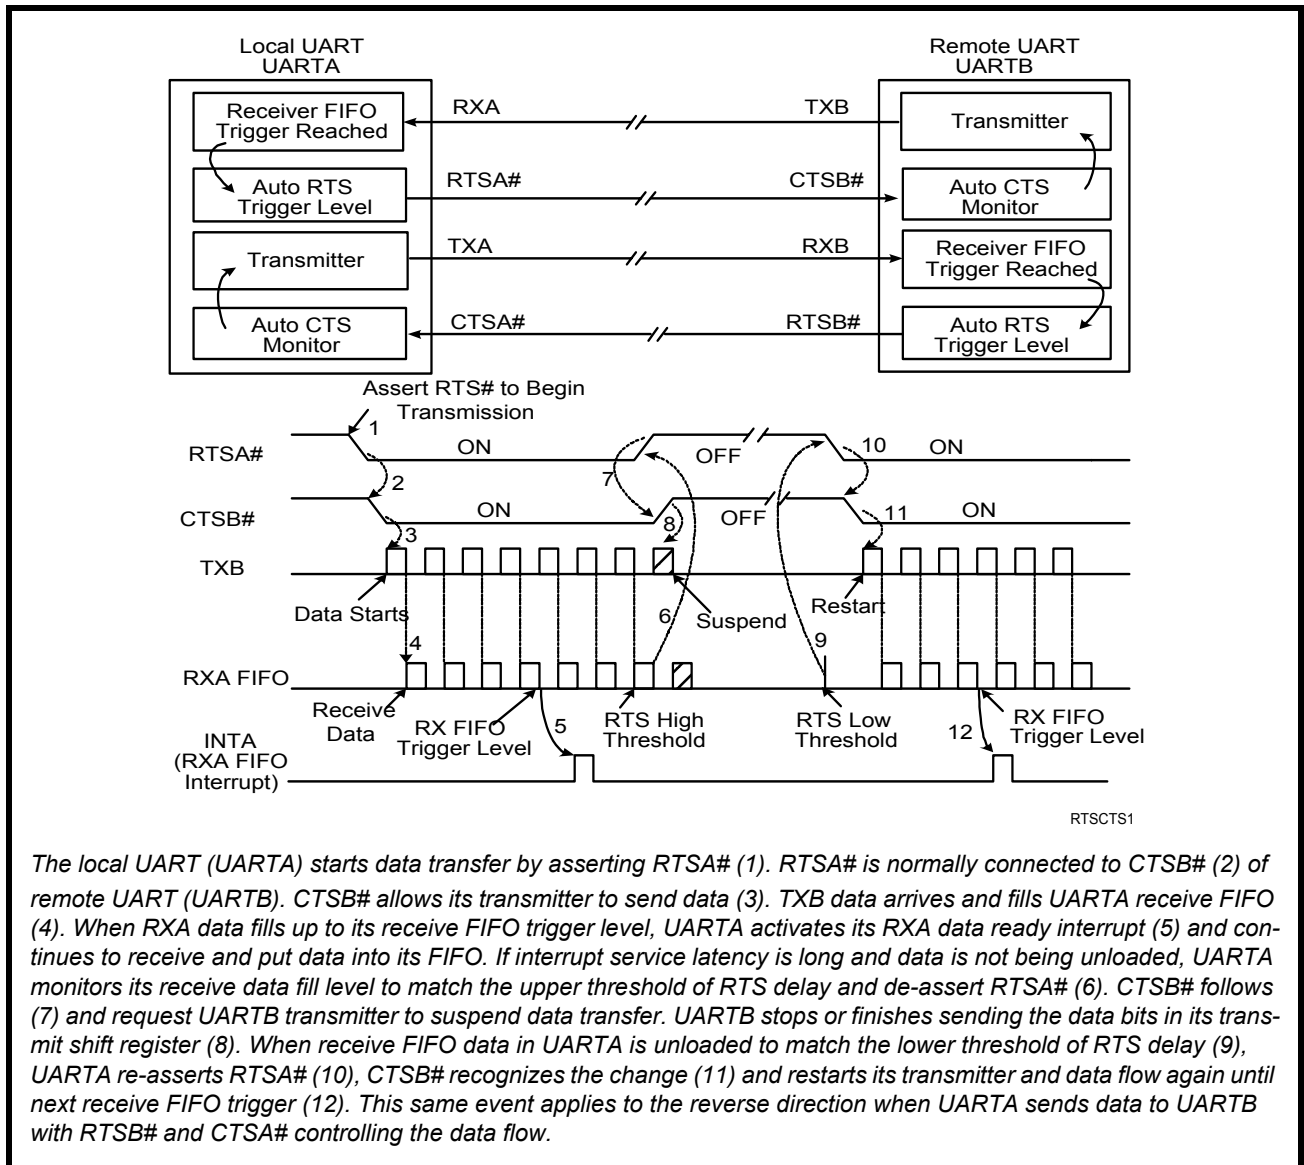 Local UART
UARTA
Remote UART
UARTB
Receiver FIFO
Trigger Reached
RXA
TXB
Transmitter
Auto RTS
Trigger Level
RTSA#
CTSB#
Auto CTS
Monitor
Transmitter
TXA
RXB
Receiver FIFO
Trigger Reached
Auto CTS
Monitor
CTSA#
RTSB#
Auto RTS
Trigger Level
Assert RTS# to Begin
Transmission
1
RTSA#
ON
7
OFF
10
ON
2
CTSB#
ON
8
OFF
11
ON
3
TXB
Data Starts
6
Suspend
Restart
4
9
RXA FIFO
Receive
Data
RX FIFO
Trigger Level
5
RTS High
Threshold
RTS Low
Threshold
12
RX FIFO
Trigger Level
INTA
(RXA FIFO
Interrupt)
RTSCTS1
The local UART (UARTA) starts data transfer by asserting RTSA# (1). RTSA# is normally connected to CTSB# (2) of
remote UART (UARTB). CTSB# allows its transmitter to send data (3). TXB data arrives and fills UARTA receive FIFO
(4). When RXA data fills up to its receive FIFO trigger level, UARTA activates its RXA data ready interrupt (5) and con-
tinues to receive and put data into its FIFO. If interrupt service latency is long and data is not being unloaded, UARTA
monitors its receive data fill level to match the upper threshold of RTS delay and de-assert RTSA# (6). CTSB# follows
(7) and request UARTB transmitter to suspend data transfer. UARTB stops or finishes sending the data bits in its trans-
mit shift register (8). When receive FIFO data in UARTA is unloaded to match the lower threshold of RTS delay (9),
UARTA re-asserts RTSA# (10), CTSB# recognizes the change (11) and restarts its transmitter and data flow again until
next receive FIFO trigger (12). This same event applies to the reverse direction when UARTA sends data to UARTB
with RTSB# and CTSA# controlling the data flow.